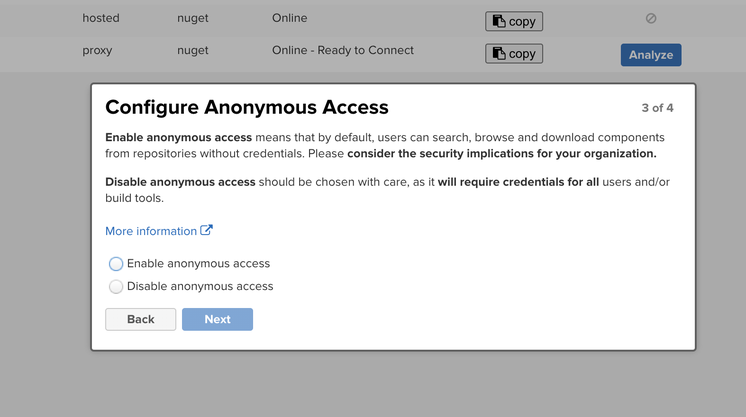 hosted nuget Online copy
proxy nuget Online - Ready to Connect copy Analyze
Configure Anonymous Access 3 of 4
Enable anonymous access means that by default, users can search, browse and download components
from repositories without credentials. Please consider the security implications for your organization.
Disable anonymous access should be chosen with care, as it will require credentials for all users and/or
build tools.
More information
Enable anonymous access
Disable anonymous access
Back Next